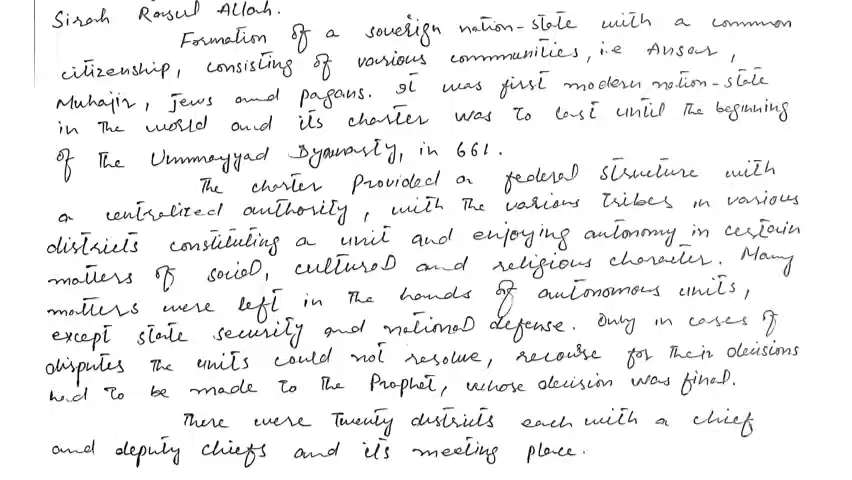 Sirah Rasul Allah.
Formation of a soverign nation-state with a common
citizenship, consisting of various communities, i.e Ansar,
Muhajir, Jews and pagans. It was first modern nation-state
in the world and its charter was to last until the beginning
of the Ummayyad Dynasty, in 661.
The charter provided a federal structure with
a centralized authority, with the various tribes in various
districts constituting a unit and enjoying autonomy in certain
matters of social, cultural and religious character. Many
matters were left in the hands of autonomous units,
except state security and national defense. Only in cases of
disputes the units could not resolve, recourse for their decisions
had to be made to the Prophet, whose decision was final.
There were twenty districts each with a chief
and deputy chiefs and its meeting place.